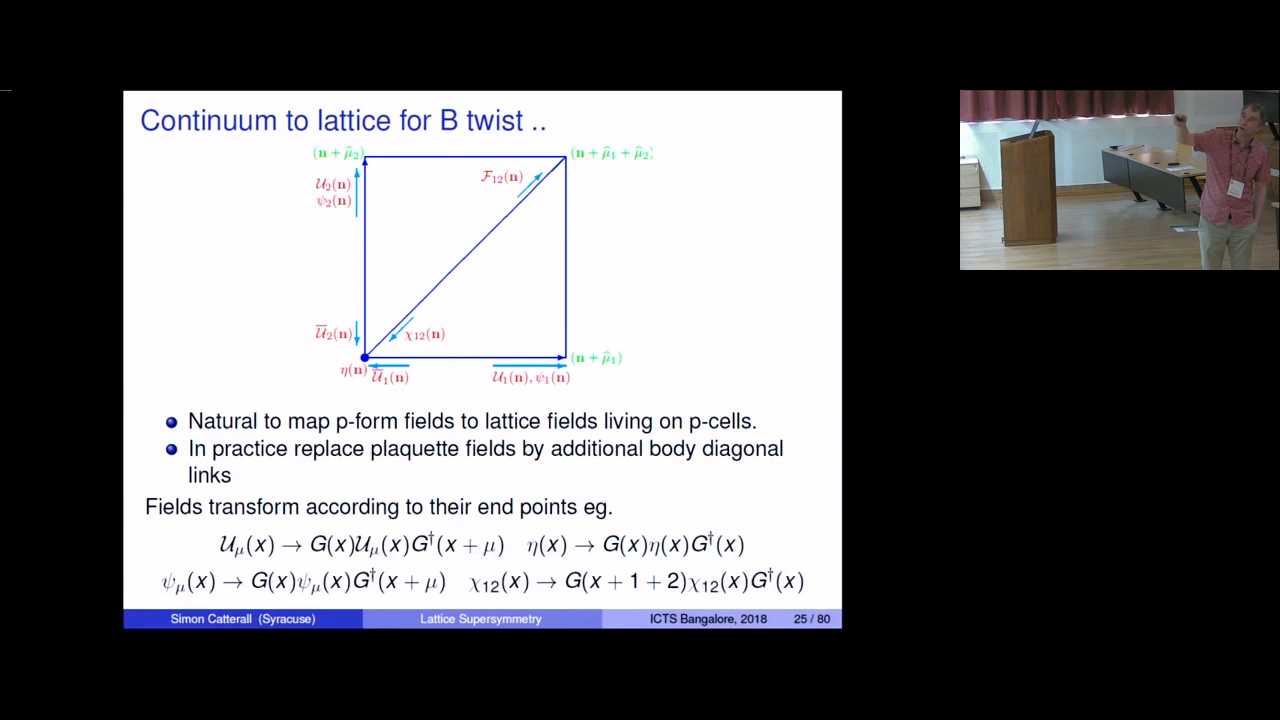 Continuum to lattice for B twist ..
(n + μ̂₂)
(n + μ̂₁ + μ̂₂)
𝒰₂(n)
ψ₂(n)
ℱ₁₂(n)
𝒰̅₂(n)
χ₁₂(n)
(n + μ̂₁)
η(n)
𝒰̅₁(n)
𝒰₁(n), ψ₁(n)
Natural to map p-form fields to lattice fields living on p-cells.
In practice replace plaquette fields by additional body diagonal
links
Fields transform according to their end points eg.
𝒰_μ(x) → G(x)𝒰_μ(x)G†(x + μ) η(x) → G(x)η(x)G†(x)
ψ_μ(x) → G(x)ψ_μ(x)G†(x + μ) χ₁₂(x) → G(x + 1 + 2)χ₁₂(x)G†(x)
Simon Catterall (Syracuse) Lattice Supersymmetry ICTS Bangalore, 2018 25 / 80